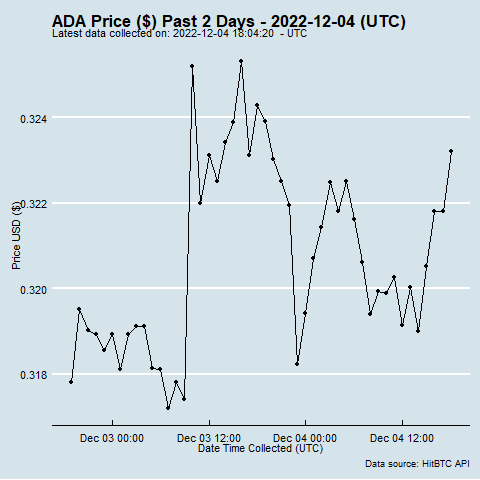 ADA Price ($) Past 2 Days - 2022-12-04 (UTC)
Latest data collected on: 2022-12-04 18:04:20  - UTC
0.324
0.322
0.320
0.318
Price USD ($)
Dec 03 00:00
Dec 03 12:00
Dec 04 00:00
Dec 04 12:00
Date Time Collected (UTC)
Data source: HitBTC API